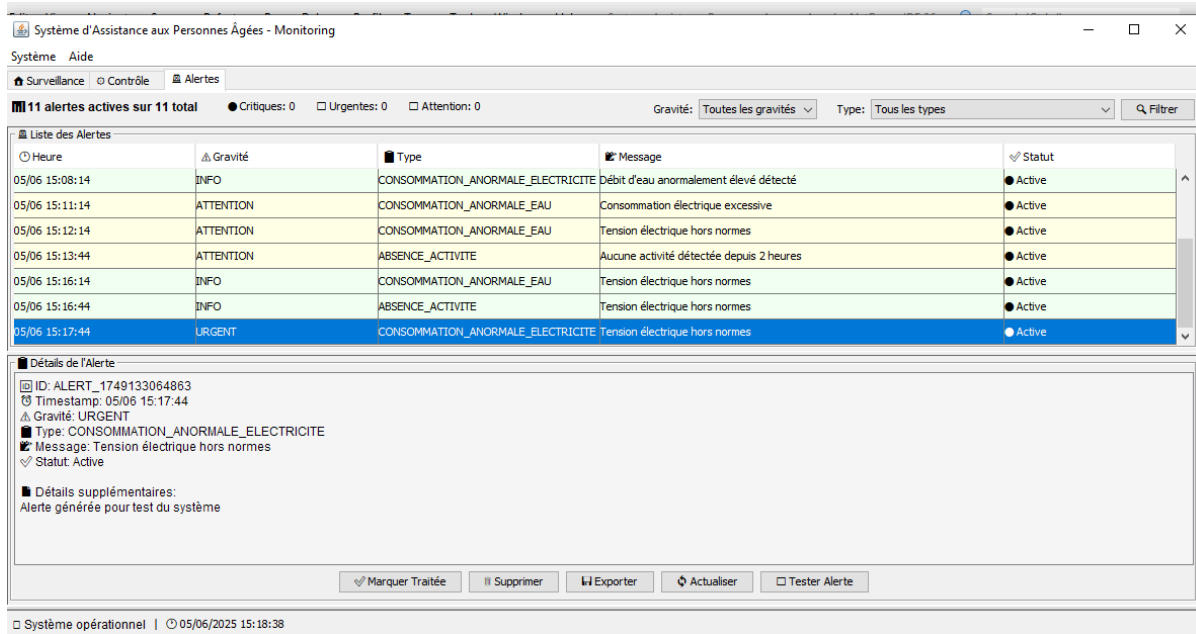 Système d'Assistance aux Personnes Âgées - Monitoring
Système Aide
Surveillance Contrôle Alertes
11 alertes actives sur 11 total Critiques: 0 Urgentes: 0 Attention: 0 Gravité: Toutes les gravités Type: Tous les types Filtrer
Liste des Alertes
Heure Gravité Type Message Statut
05/06 15:08:14 INFO CONSOMMATION_ANORMALE_ELECTRICITE Débit d'eau anormalement élevé détecté Active
05/06 15:11:14 ATTENTION CONSOMMATION_ANORMALE_EAU Consommation électrique excessive Active
05/06 15:12:14 ATTENTION CONSOMMATION_ANORMALE_EAU Tension électrique hors normes Active
05/06 15:13:44 ATTENTION ABSENCE_ACTIVITE Aucune activité détectée depuis 2 heures Active
05/06 15:16:14 INFO CONSOMMATION_ANORMALE_EAU Tension électrique hors normes Active
05/06 15:16:44 INFO ABSENCE_ACTIVITE Tension électrique hors normes Active
05/06 15:17:44 URGENT CONSOMMATION_ANORMALE_ELECTRICITE Tension électrique hors normes Active
Détails de l'Alerte
ID: ALERT_1749133064863
Timestamp: 05/06 15:17:44
Gravité: URGENT
Type: CONSOMMATION_ANORMALE_ELECTRICITE
Message: Tension électrique hors normes
Statut: Active
Détails supplémentaires:
Alerte générée pour test du système
Marquer Traitée Supprimer Exporter Actualiser Tester Alerte
Système opérationnel | 05/06/2025 15:18:38